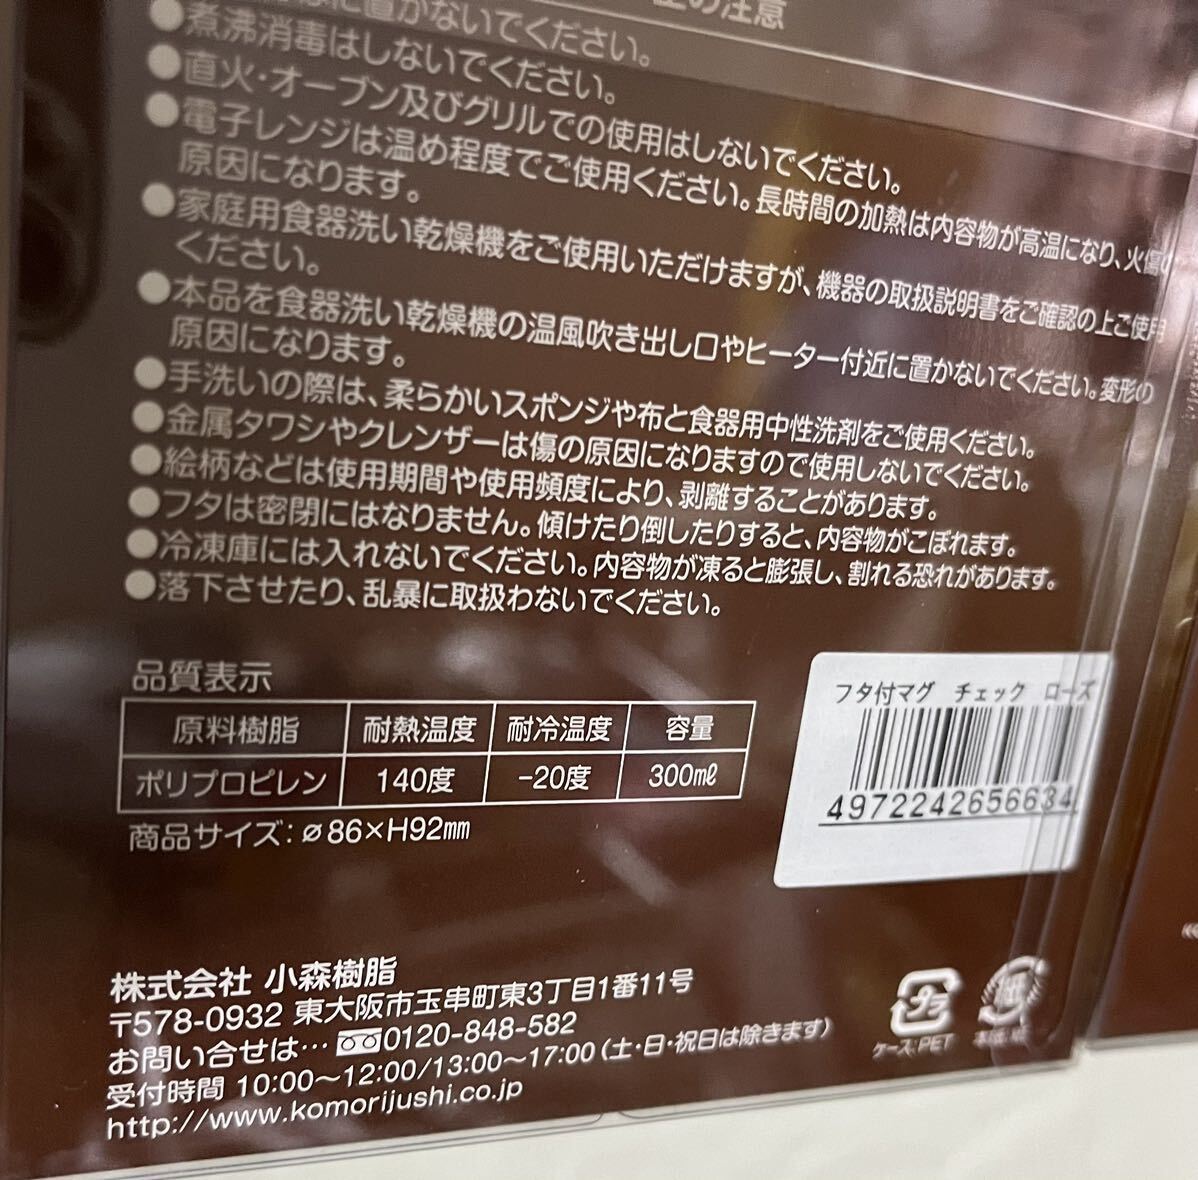 の注意
に置かないでください。
●煮沸消毒はしないでください。
●直火・オーブン及びグリルでの使用はしないでください。
●電子レンジは温め程度でご使用ください。長時間の加熱は内容物が高温になり、火傷の
原因になります。
●家庭用食器洗い乾燥機をご使用いただけますが、機器の取扱説明書をご確認の上ご使用
ください。
●本品を食器洗い乾燥機の温風吹き出し口やヒーター付近に置かないでください。変形の
原因になります。
●手洗いの際は、柔らかいスポンジや布と食器用中性洗剤をご使用ください。
●金属タワシやクレンザーは傷の原因になりますので使用しないでください。
●絵柄などは使用期間や使用頻度により、剥離することがあります。
●フタは密閉にはなりません。傾けたり倒したりすると、内容物がこぼれます。
●冷凍庫には入れないでください。内容物が凍ると膨張し、割れる恐れがあります。
●落下させたり、乱暴に取扱わないでください。
品質表示
原料樹脂 耐熱温度 耐冷温度 容量
ポリプロピレン 140度 -20度 300mℓ
商品サイズ:ø86×H92mm
フタ付マグ チェック ローズ
4972242656634
株式会社 小森樹脂
〒578-0932 東大阪市玉串町東3丁目1番11号
お問い合せは… 0120-848-582
受付時間 10:00〜12:00/13:00〜17:00(土・日・祝日は除きます)
http://www.komorijushi.co.jp
プラ
ケース:PET
紙